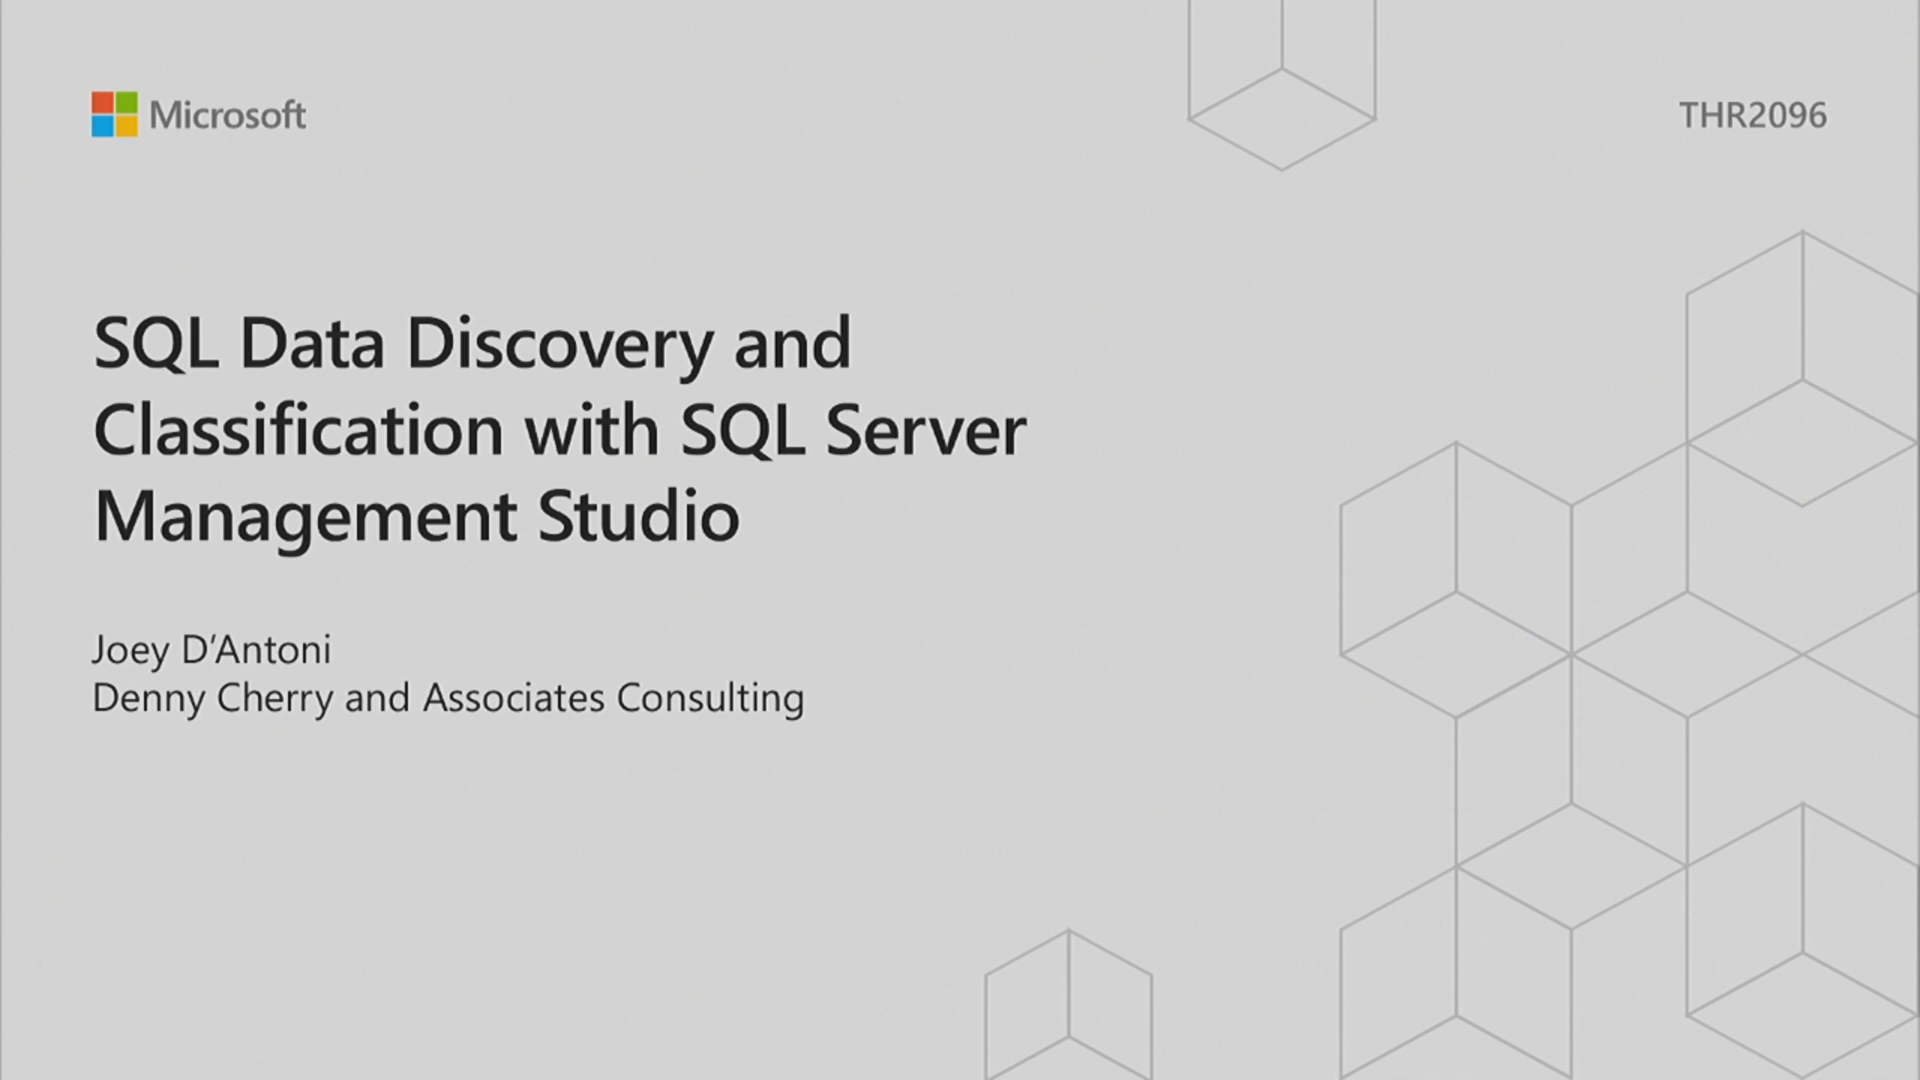 Microsoft
THR2096
SQL Data Discovery and
Classification with SQL Server
Management Studio
Joey D’Antoni
Denny Cherry and Associates Consulting